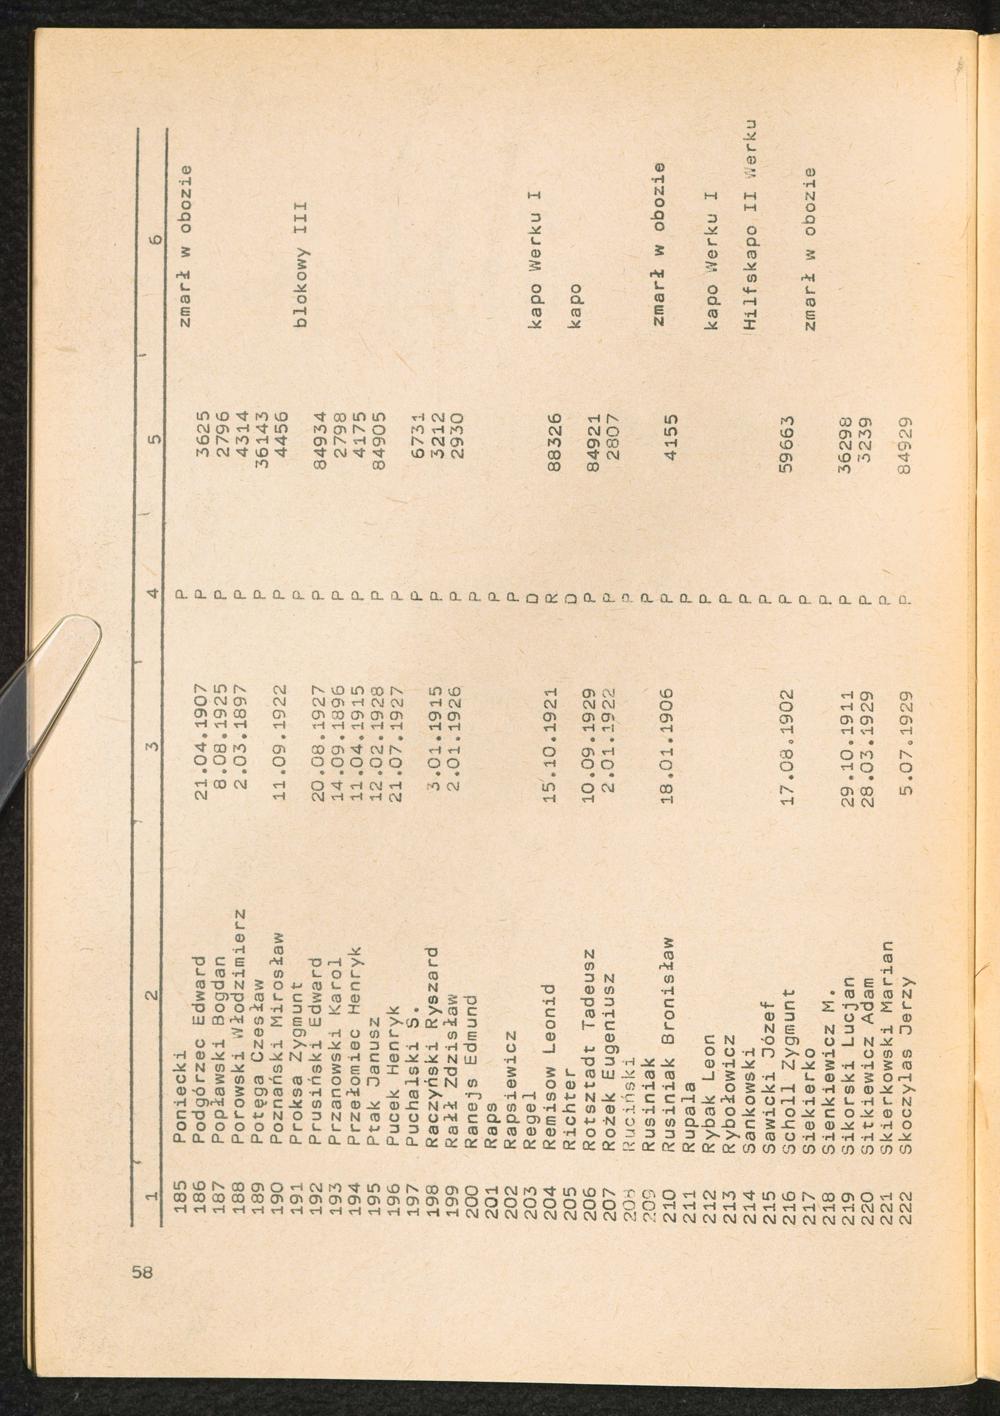 58
1 2 3 4 5 6
185 Poniecki P zmarł w obozie
186 Podgórzec Edward 21.04.1907 P 3625
187 Popławski Bogdan 8.08.1925 P 2796
188 Porowski Włodzimierz 2.03.1897 P 4314
189 Potęga Czesław P 36143
190 Poznański Mirosław 11.09.1922 P 4456
191 Proksa Zygmunt P blokowy III
192 Prusiński Edward 20.08.1927 P 84934
193 Przanowski Karol 14.09.1896 P 2798
194 Przełomiec Henryk 11.04.1915 P 4175
195 Ptak Janusz 12.02.1928 P 84905
196 Pucek Henryk 21.07.1927 P
197 Puchalski S. P 6731
198 Raczyński Ryszard 3.01.1915 P 3212
199 Rałł Zdzisław 2.01.1926 P 2930
200 Ranejs Edmund P
201 Raps P
202 Rapsiewicz P
203 Regel D kapo Werku I
204 Remisow Leonid 15.10.1921 R 88326
205 Richter D kapo
206 Rotsztadt Tadeusz 10.09.1929 P 84921
207 Rożek Eugeniusz 2.01.1922 P 2807
208 Ruciński P
209 Rusiniak P zmarł w obozie
210 Rusiniak Bronisław 18.01.1906 P 4155
211 Rupala P
212 Rybak Leon P kapo Werku I
213 Rybołowicz P
214 Sankowski P Hilfskapo II Werku
215 Sawicki Józef P
216 Scholl Zygmunt 17.08.1902 P 59663
217 Siekierko P zmarł w obozie
218 Sienkiewicz M. P
219 Sikorski Lucjan 29.10.1911 P 36298
220 Sitkiewicz Adam 28.03.1929 P 3239
221 Skierkowski Marian P
222 Skoczylas Jerzy 5.07.1929 P 84929